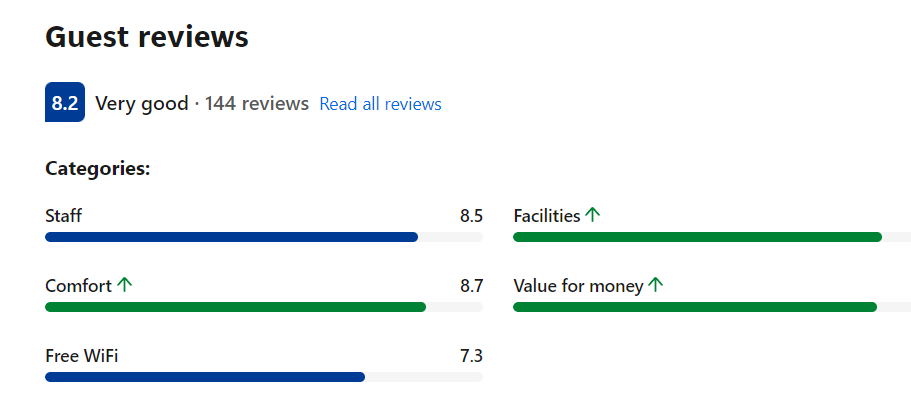 Guest reviews
8.2 Very good · 144 reviews Read all reviews
Categories:
Staff 8.5
Facilities ↑
Comfort ↑ 8.7
Value for money ↑
Free WiFi 7.3